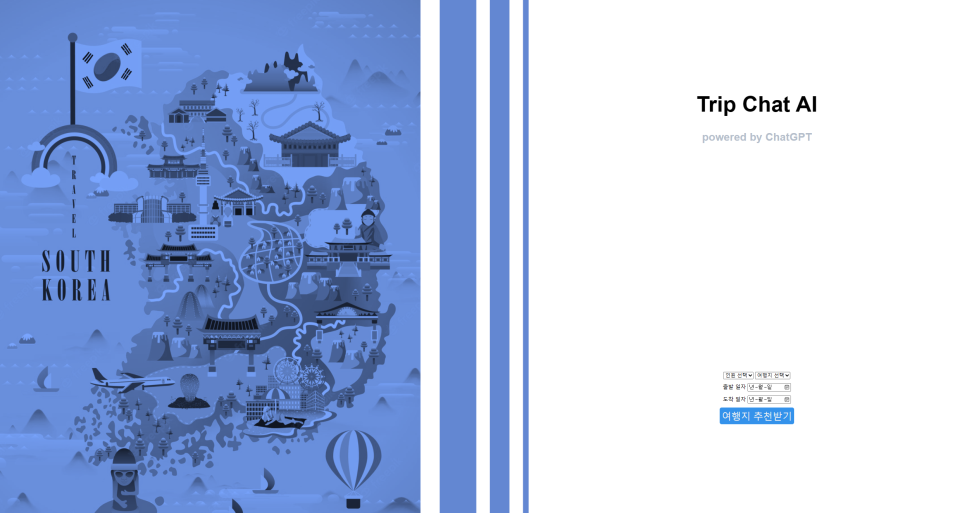 TRAVEL
SOUTH
KOREA
Trip Chat AI
powered by ChatGPT
인원 선택 여행지 선택
출발 일자 년-월-일
도착 일자 년-월-일
여행지 추천받기